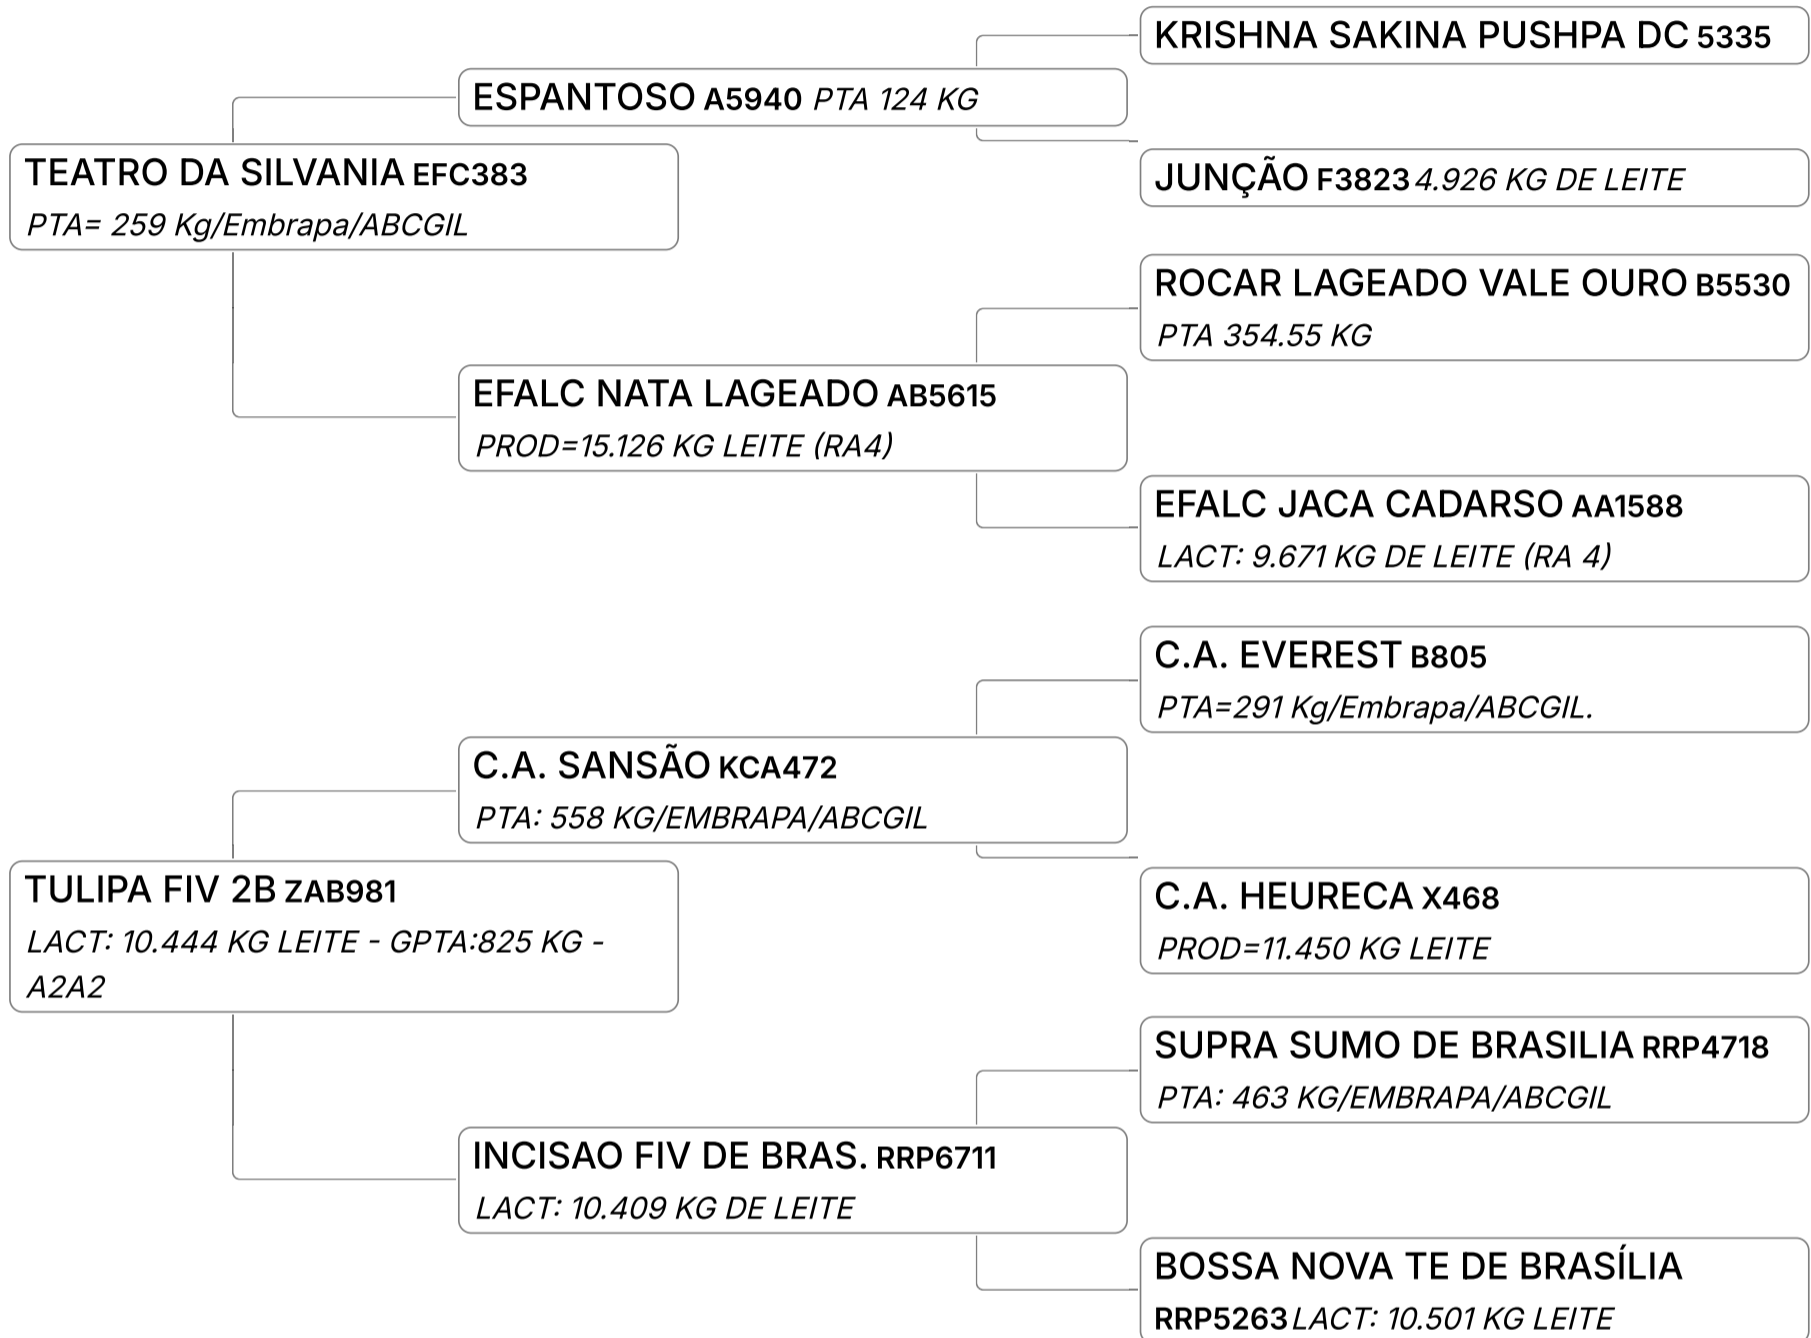 KRISHNA SAKINA PUSHPA DC 5335
ESPANTOSO A5940 PTA 124 KG
TEATRO DA SILVANIA EFC383
PTA= 259 Kg/Embrapa/ABCGIL
JUNÇÃO F3823 4.926 KG DE LEITE
ROCAR LAGEADO VALE OURO B5530
PTA 354.55 KG
EFALC NATA LAGEADO AB5615
PROD=15.126 KG LEITE (RA4)
EFALC JACA CADARSO AA1588
LACT: 9.671 KG DE LEITE (RA 4)
C.A. EVEREST B805
PTA=291 Kg/Embrapa/ABCGIL.
C.A. SANSÃO KCA472
PTA: 558 KG/EMBRAPA/ABCGIL
TULIPA FIV 2B ZAB981
LACT: 10.444 KG LEITE - GPTA:825 KG -
A2A2
C.A. HEURECA X468
PROD=11.450 KG LEITE
SUPRA SUMO DE BRASILIA RRP4718
PTA: 463 KG/EMBRAPA/ABCGIL
INCISAO FIV DE BRAS. RRP6711
LACT: 10.409 KG DE LEITE
BOSSA NOVA TE DE BRASÍLIA
RRP5263 LACT: 10.501 KG LEITE